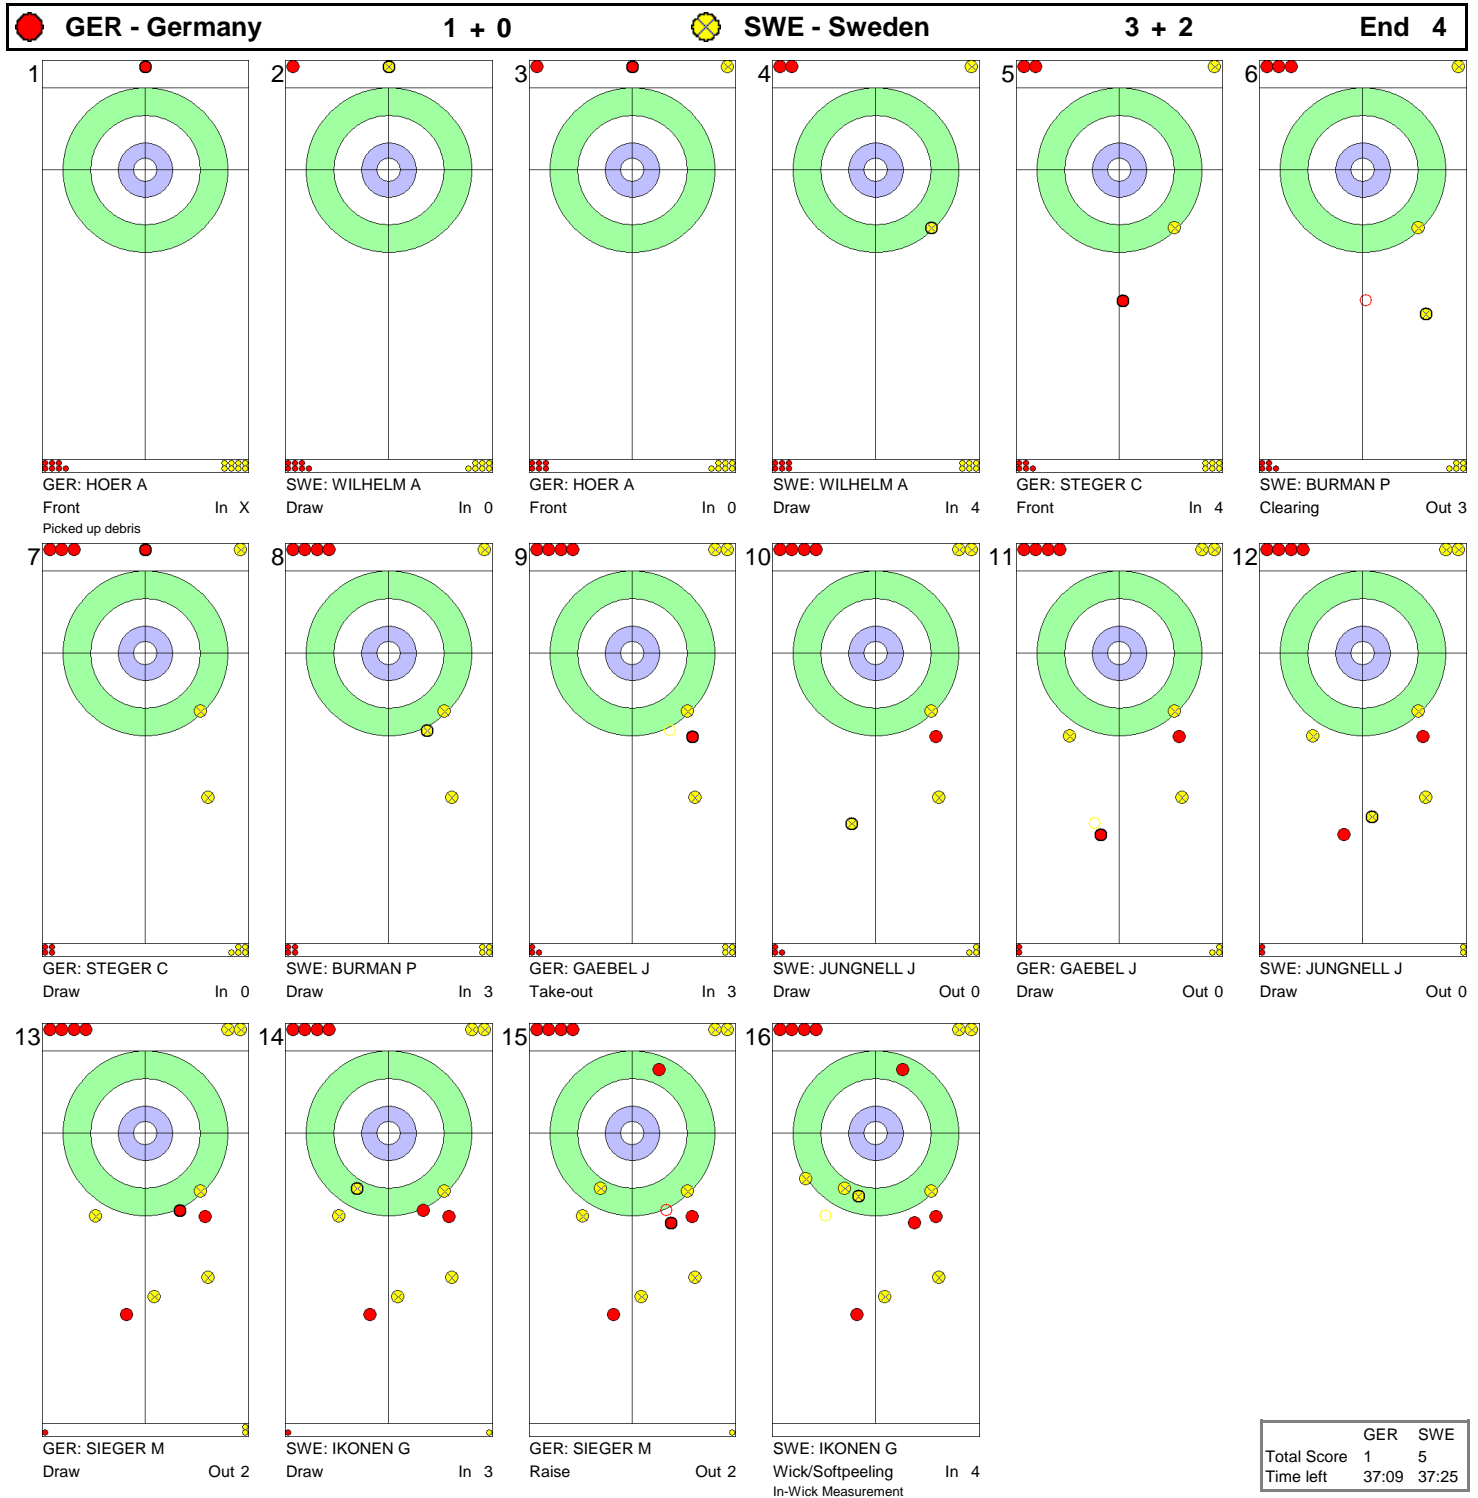 GER - Germany 1 + 0 SWE - Sweden 3 + 2 End 4
1 2 3 4 5 6
GER: HOER A SWE: WILHELM A GER: HOER A SWE: WILHELM A GER: STEGER C SWE: BURMAN P
Front In X Draw In 0 Front In 0 Draw In 4 Front In 4 Clearing Out 3
Picked up debris
7 8 9 10 11 12
GER: STEGER C SWE: BURMAN P GER: GAEBEL J SWE: JUNGNELL J GER: GAEBEL J SWE: JUNGNELL J
Draw In 0 Draw In 3 Take-out In 3 Draw Out 0 Draw Out 0 Draw Out 0
13 14 15 16
GER: SIEGER M SWE: IKONEN G GER: SIEGER M SWE: IKONEN G
Draw Out 2 Draw In 3 Raise Out 2 Wick/Softpeeling In 4
In-Wick Measurement
GER SWE
Total Score 1 5
Time left 37:09 37:25